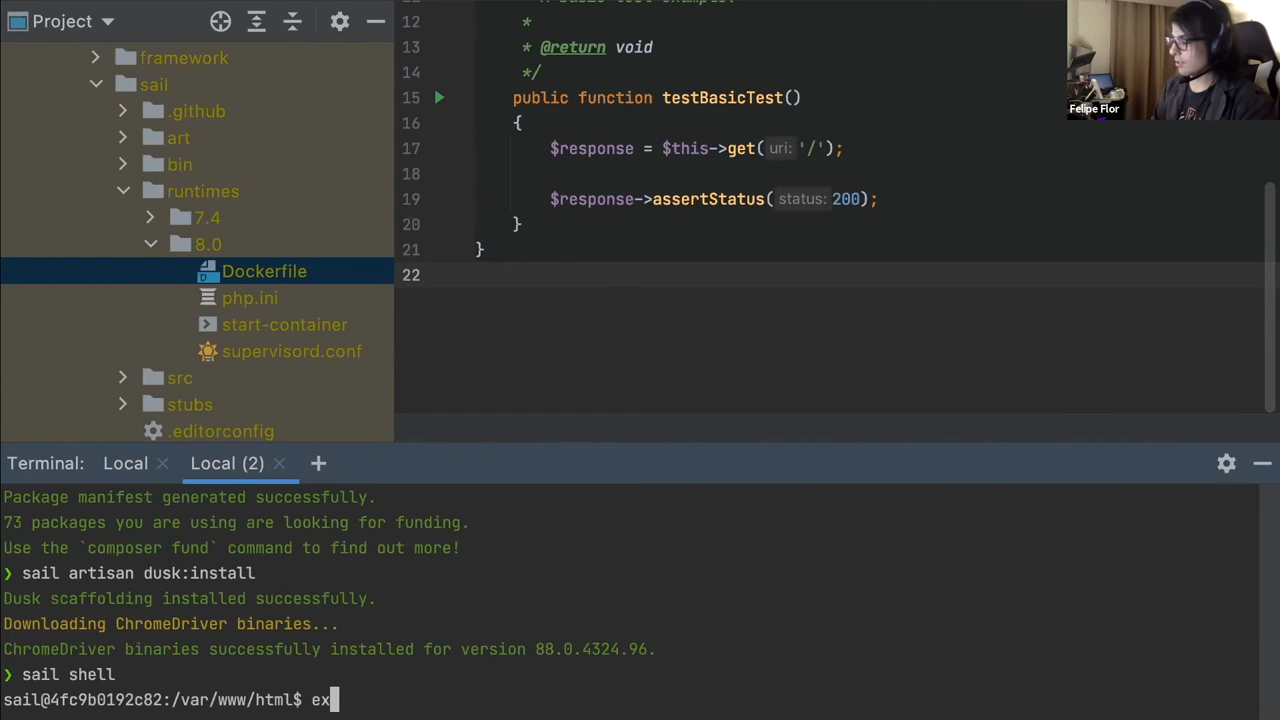 Project
framework
sail
.github
art
bin
runtimes
7.4
8.0
Dockerfile
php.ini
start-container
supervisord.conf
src
stubs
.editorconfig
12 *
13 * @return void
14 */
15 public function testBasicTest()
16 {
17 $response = $this->get( uri: '/');
18
19 $response->assertStatus( status: 200);
20 }
21 }
22
Felipe Flor
Terminal: Local Local (2)
Package manifest generated successfully.
73 packages you are using are looking for funding.
Use the `composer fund` command to find out more!
❯ sail artisan dusk:install
Dusk scaffolding installed successfully.
Downloading ChromeDriver binaries...
ChromeDriver binaries successfully installed for version 88.0.4324.96.
❯ sail shell
sail@4fc9b0192c82:/var/www/html$ ex